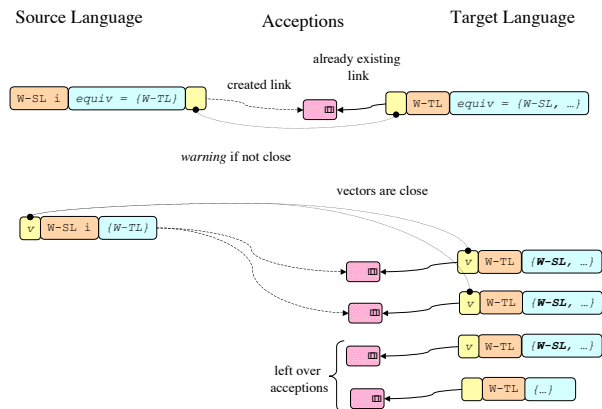 Source Language
Acceptions
Target Language
already existing
link
created link
W-SL i equiv = {W-TL}
W-TL equiv = {W-SL, …}
warning if not close
vectors are close
v W-SL i {W-TL}
v W-TL {W-SL, …}
v W-TL {W-SL, …}
v W-TL {W-SL, …}
left over
acceptions
W-TL {…}